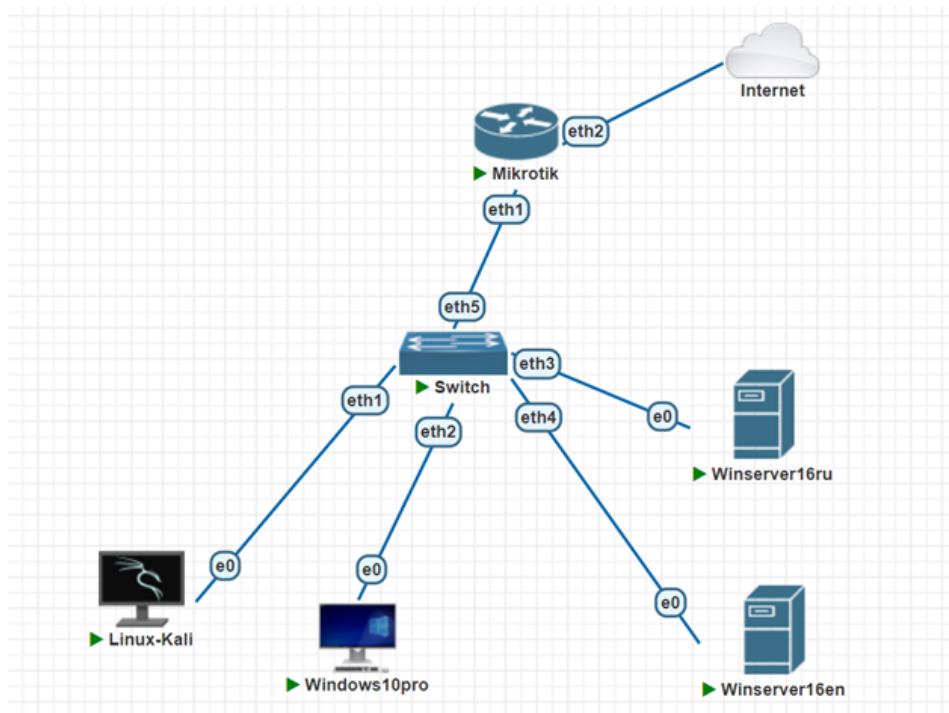 Internet
eth2
Mikrotik
eth1
eth5
Switch
eth3
eth1
eth4
eth2
e0
Winserver16ru
e0
e0
e0
Linux-Kali
Windows10pro
Winserver16en